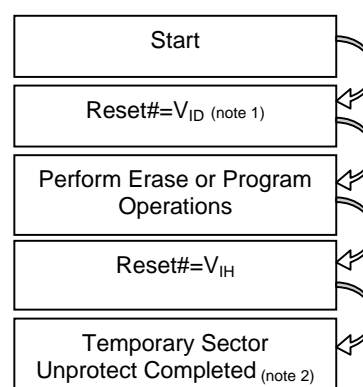 Start
Reset#=VID (note 1)
Perform Erase or Program
Operations
Reset#=VIH
Temporary Sector
Unprotect Completed (note 2)